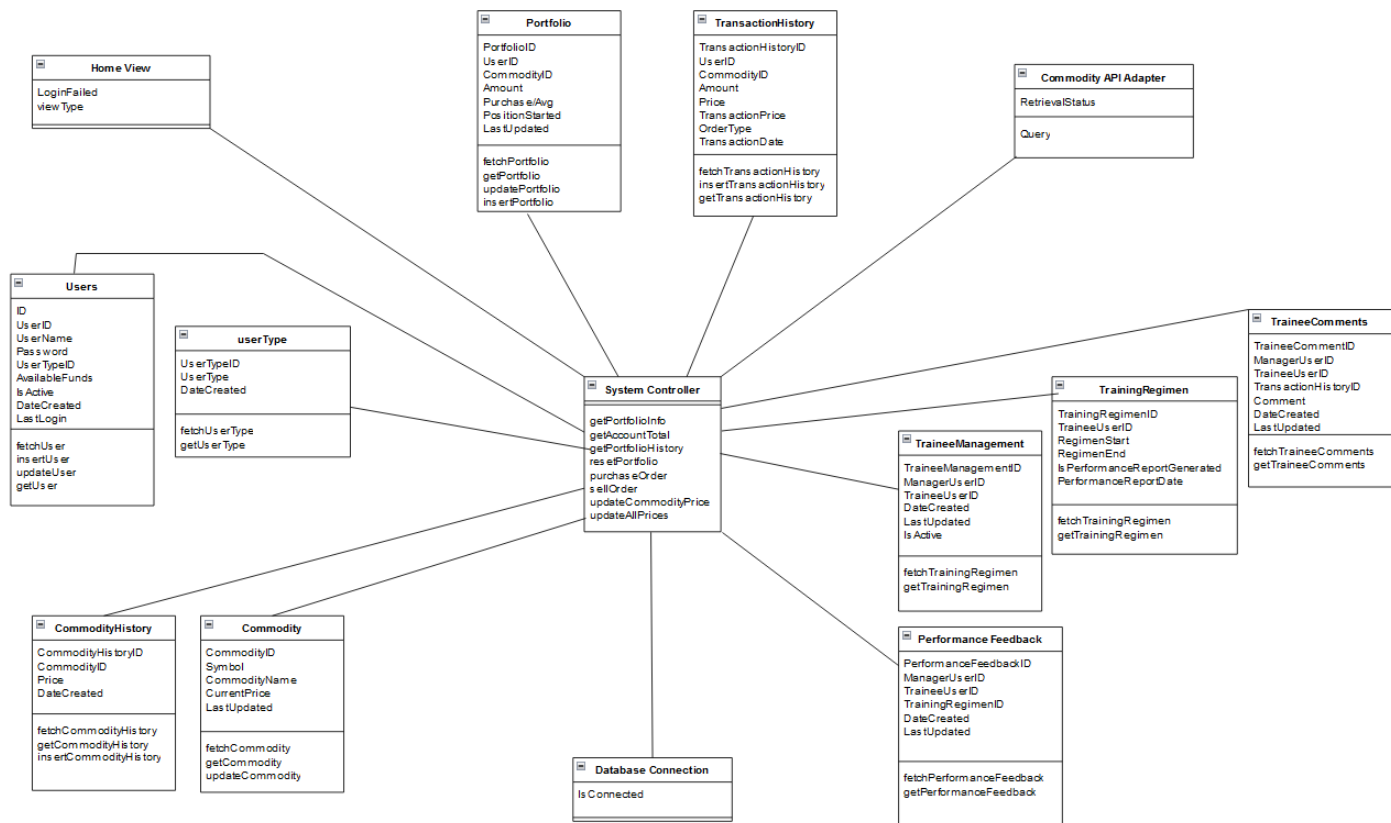 Portfolio
PortfolioID
UserID
CommodityID
Amount
Purchase/Avg
PositionStarted
LastUpdated
fetchPortfolio
getPortfolio
updatePortfolio
insertPortfolio
TransactionHistory
TransactionHistoryID
UserID
CommodityID
Amount
Price
TransactionPrice
OrderType
TransactionDate
fetchTransactionHistory
insertTransactionHistory
getTransactionHistory
Home View
LoginFailed
viewType
Commodity API Adapter
RetrievalStatus
Query
Users
ID
UserID
UserName
Password
UserTypeID
AvailableFunds
IsActive
DateCreated
LastLogin
fetchUser
insertUser
updateUser
getUser
userType
UserTypeID
UserType
DateCreated
fetchUserType
getUserType
System Controller
getPortfolioInfo
getAccountTotal
getPortfolioHistory
resetPortfolio
purchaseOrder
sellOrder
updateCommodityPrice
updateAllPrices
TraineeManagement
TraineeManagementID
ManagerUserID
TraineeUserID
DateCreated
LastUpdated
IsActive
fetchTrainingRegimen
getTrainingRegimen
TrainingRegimen
TrainingRegimenID
TraineeUserID
RegimenStart
RegimenEnd
IsPerformanceReportGenerated
PerformanceReportDate
fetchTrainingRegimen
getTrainingRegimen
TraineeComments
TraineeCommentID
ManagerUserID
TraineeUserID
TransactionHistoryID
Comment
DateCreated
LastUpdated
fetchTraineeComments
getTraineeComments
CommodityHistory
CommodityHistoryID
CommodityID
Price
DateCreated
fetchCommodityHistory
getCommodityHistory
insertCommodityHistory
Commodity
CommodityID
Symbol
CommodityName
CurrentPrice
LastUpdated
fetchCommodity
getCommodity
updateCommodity
Database Connection
IsConnected
Performance Feedback
PerformanceFeedbackID
ManagerUserID
TraineeUserID
TrainingRegimenID
DateCreated
LastUpdated
fetchPerformanceFeedback
getPerformanceFeedback